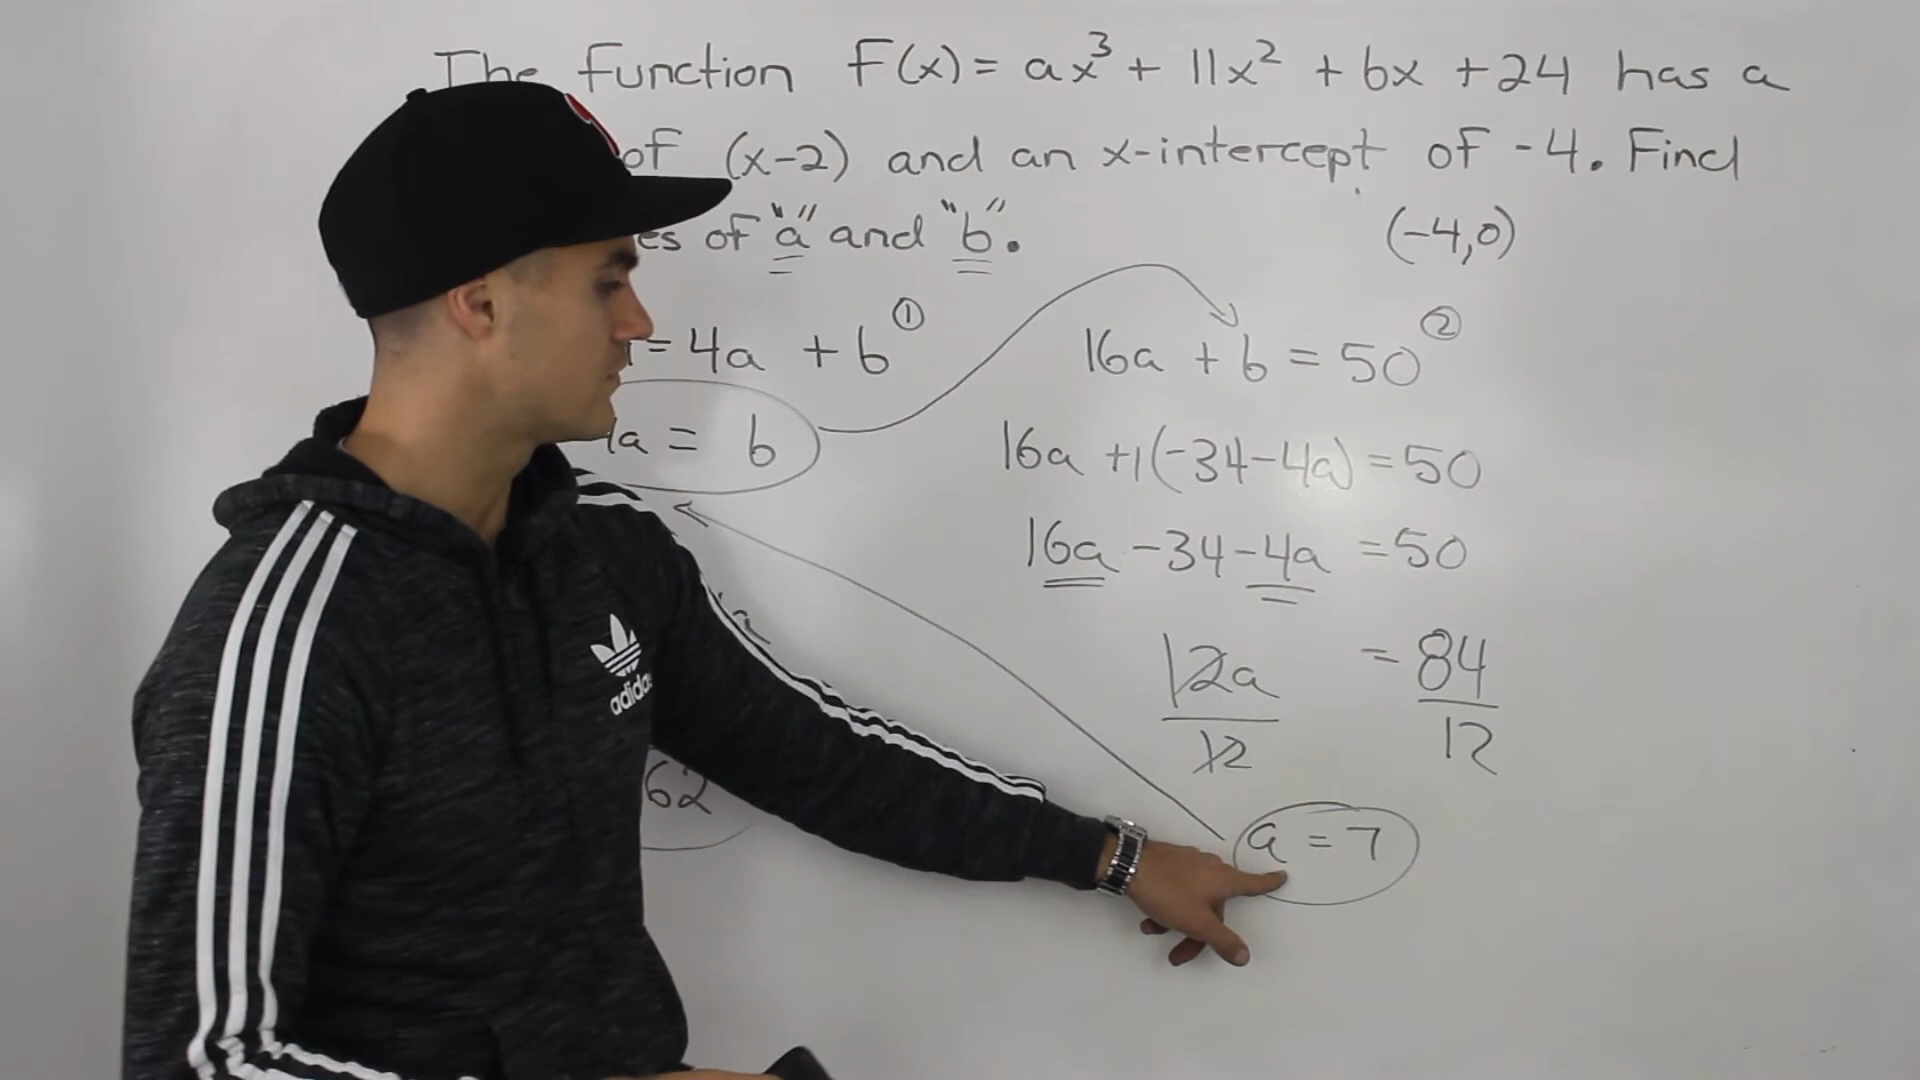 The function F(x) = ax³ + 11x² + bx + 24 has a
of (x-2) and an x-intercept of -4. Find
es of "a" and "b".
(-4,0)
= 4a + b ①
a = b
62
16a + b = 50 ②
16a +1(-34-4a) = 50
16a -34 -4a = 50
12a = 84
12 12
a = 7
adidas